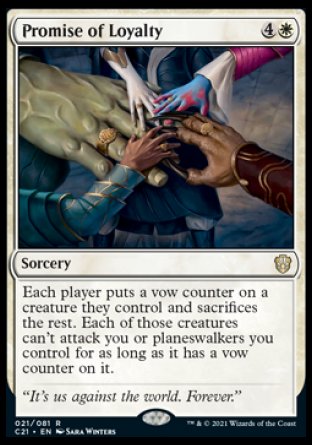 Promise of Loyalty 4
Sorcery
Each player puts a vow counter on a
creature they control and sacrifices
the rest. Each of those creatures
can't attack you or planeswalkers you
control for as long as it has a vow
counter on it.
"It's us against the world. Forever."
021/081 R
C21 • EN Sara Winters
™ & © 2021 Wizards of the Coast